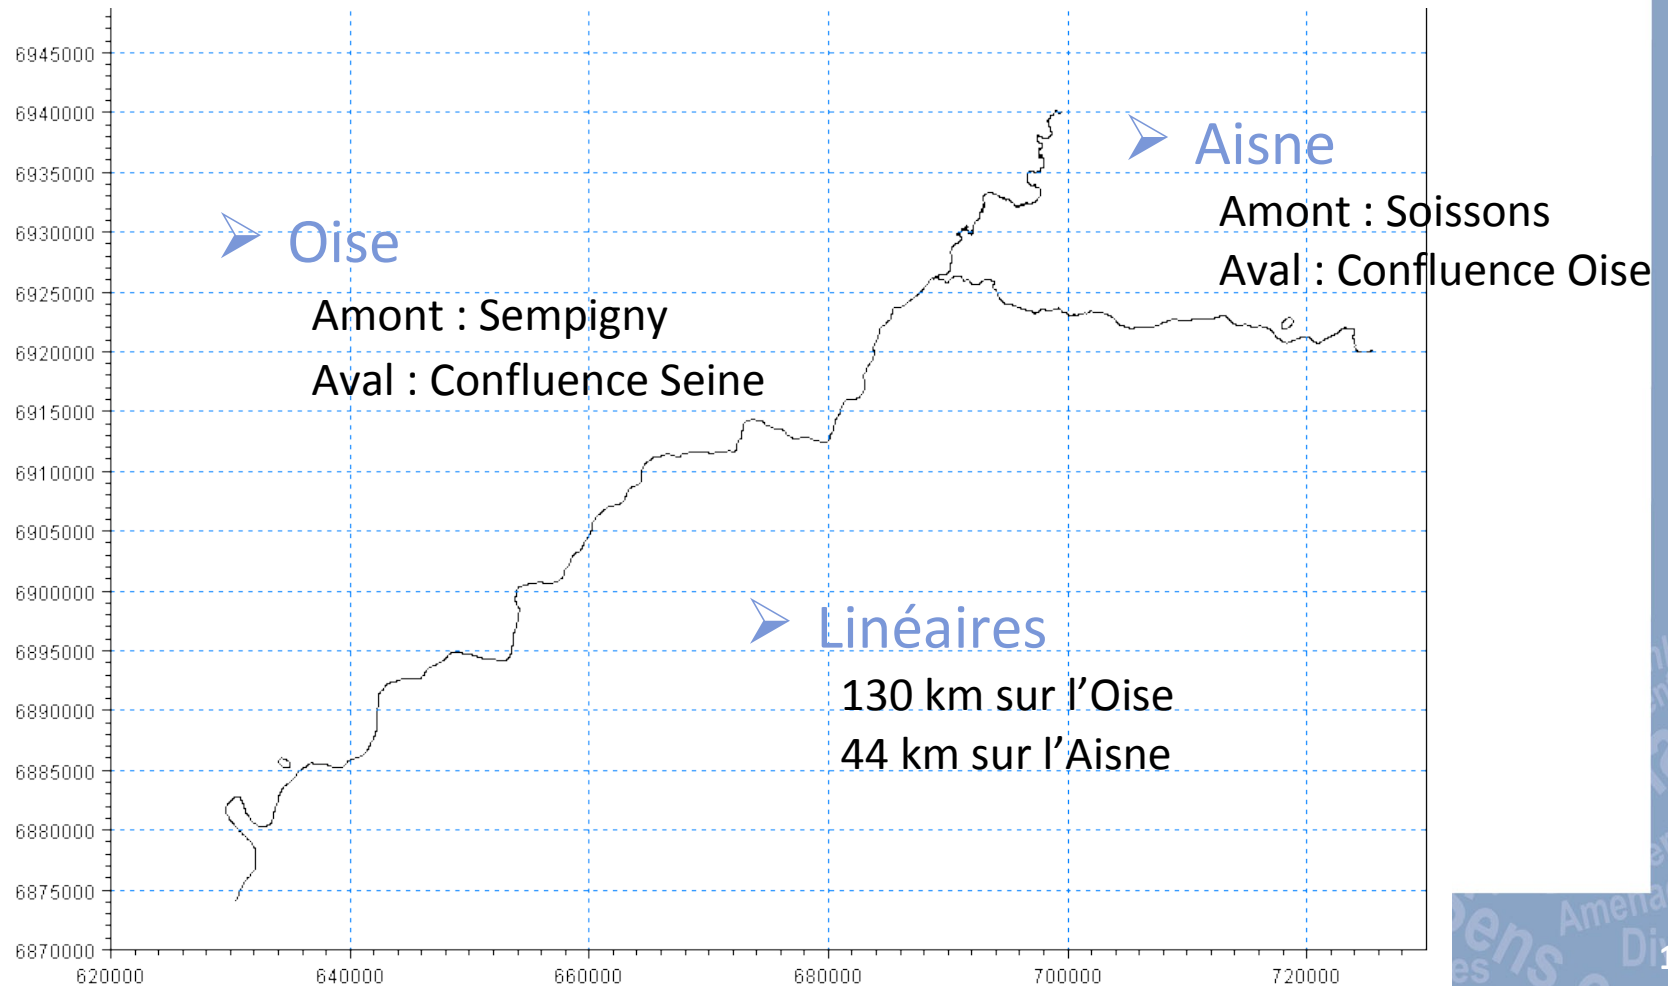 6945000
6940000
6935000
6930000
6925000
6920000
6915000
6910000
6905000
6900000
6895000
6890000
6885000
6880000
6875000
6870000
620000 640000 660000 680000 700000 720000
Oise
Amont : Sempigny
Aval : Confluence Seine
Aisne
Amont : Soissons
Aval : Confluence Oise
Linéaires
130 km sur l’Oise
44 km sur l’Aisne